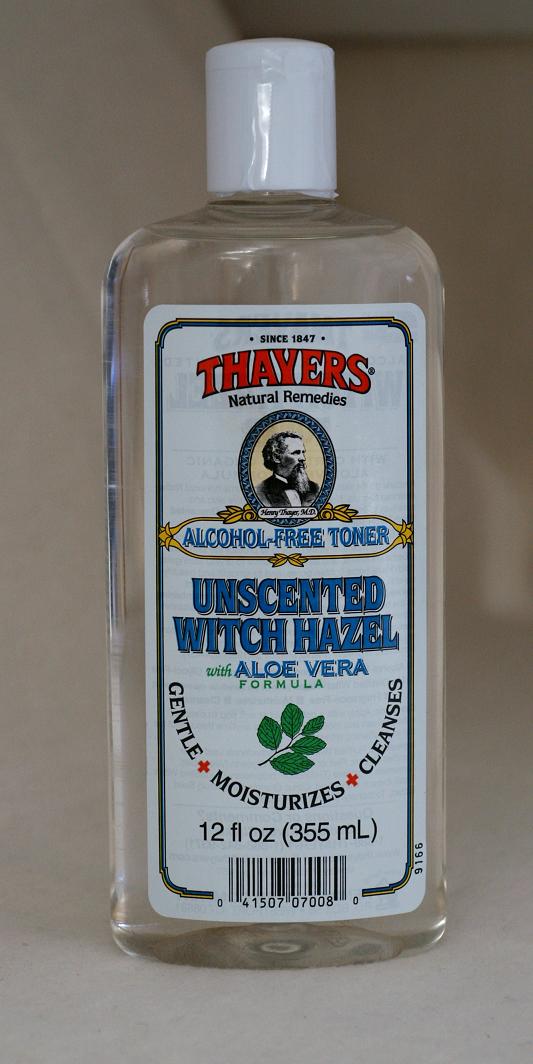 • SINCE 1847 •
THAYERS®
Natural Remedies
Henry Thayer, M.D.
ALCOHOL-FREE TONER
UNSCENTED
WITCH HAZEL
with ALOE VERA
FORMULA
GENTLE + MOISTURIZES + CLEANSES
12 fl oz (355 mL)
9166
0 41507 07008 0